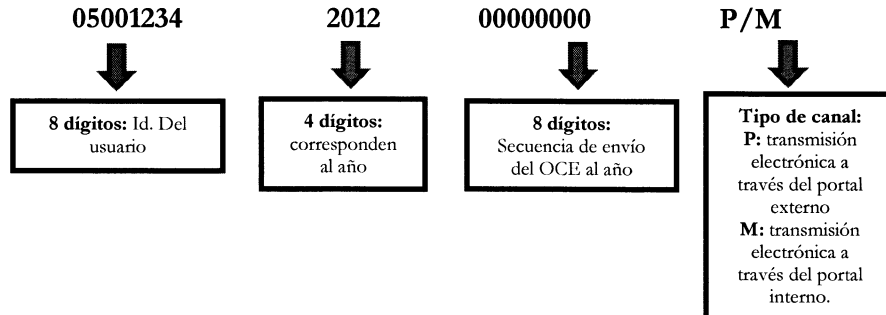 05001234 2012 00000000 P/M
8 dígitos: Id. Del
usuario
4 dígitos:
corresponden
al año
8 dígitos:
Secuencia de envío
del OCE al año
Tipo de canal:
P: transmisión
electrónica a
través del portal
externo
M: transmisión
electrónica a
través del portal
interno.